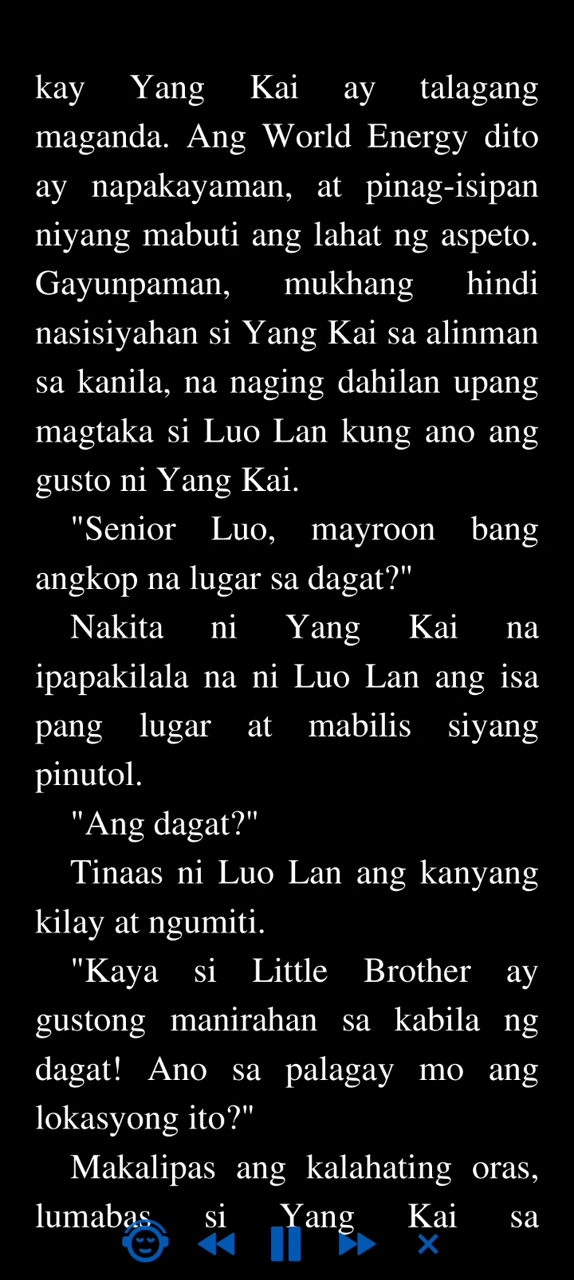 kay Yang Kai ay talagang
maganda. Ang World Energy dito
ay napakayaman, at pinag-isipan
niyang mabuti ang lahat ng aspeto.
Gayunpaman, mukhang hindi
nasisiyahan si Yang Kai sa alinman
sa kanila, na naging dahilan upang
magtaka si Luo Lan kung ano ang
gusto ni Yang Kai.
"Senior Luo, mayroon bang
angkop na lugar sa dagat?"
Nakita ni Yang Kai na
ipapakilala na ni Luo Lan ang isa
pang lugar at mabilis siyang
pinutol.
"Ang dagat?"
Tinaas ni Luo Lan ang kanyang
kilay at ngumiti.
"Kaya si Little Brother ay
gustong manirahan sa kabila ng
dagat! Ano sa palagay mo ang
lokasyong ito?"
Makalipas ang kalahating oras,
lumabas si Yang Kai sa